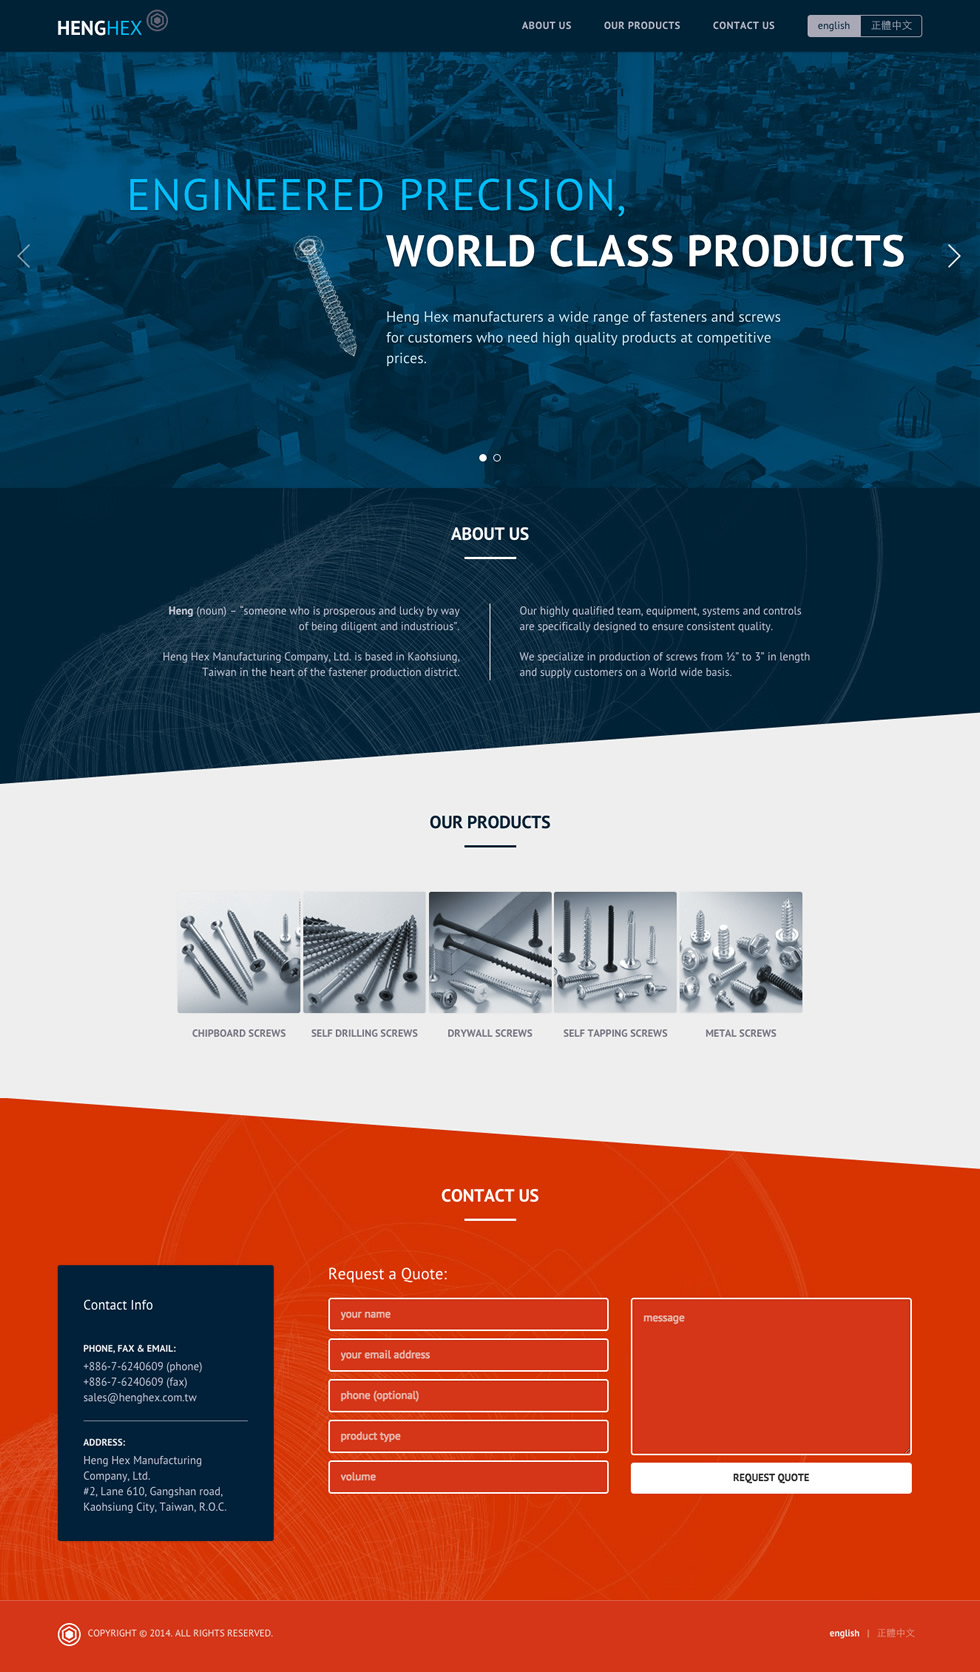 HENGHEX
ABOUT US
OUR PRODUCTS
CONTACT US
english
正體中文
ENGINEERED PRECISION,
WORLD CLASS PRODUCTS
Heng Hex manufacturers a wide range of fasteners and screws
for customers who need high quality products at competitive
prices.
ABOUT US
Heng (noun) – "someone who is prosperous and lucky by way
of being diligent and industrious".
Heng Hex Manufacturing Company, Ltd. is based in Kaohsiung,
Taiwan in the heart of the fastener production district.
Our highly qualified team, equipment, systems and controls
are specifically designed to ensure consistent quality.
We specialize in production of screws from ½" to 3" in length
and supply customers on a World wide basis.
OUR PRODUCTS
CHIPBOARD SCREWS
SELF DRILLING SCREWS
DRYWALL SCREWS
SELF TAPPING SCREWS
METAL SCREWS
CONTACT US
Contact Info
PHONE, FAX & EMAIL:
+886-7-6240609 (phone)
+886-7-6240609 (fax)
sales@henghex.com.tw
ADDRESS:
Heng Hex Manufacturing
Company, Ltd.
#2, Lane 610, Gangshan road,
Kaohsiung City, Taiwan, R.O.C.
Request a Quote:
your name
your email address
phone (optional)
product type
volume
message
REQUEST QUOTE
COPYRIGHT © 2014. ALL RIGHTS RESERVED.
english | 正體中文